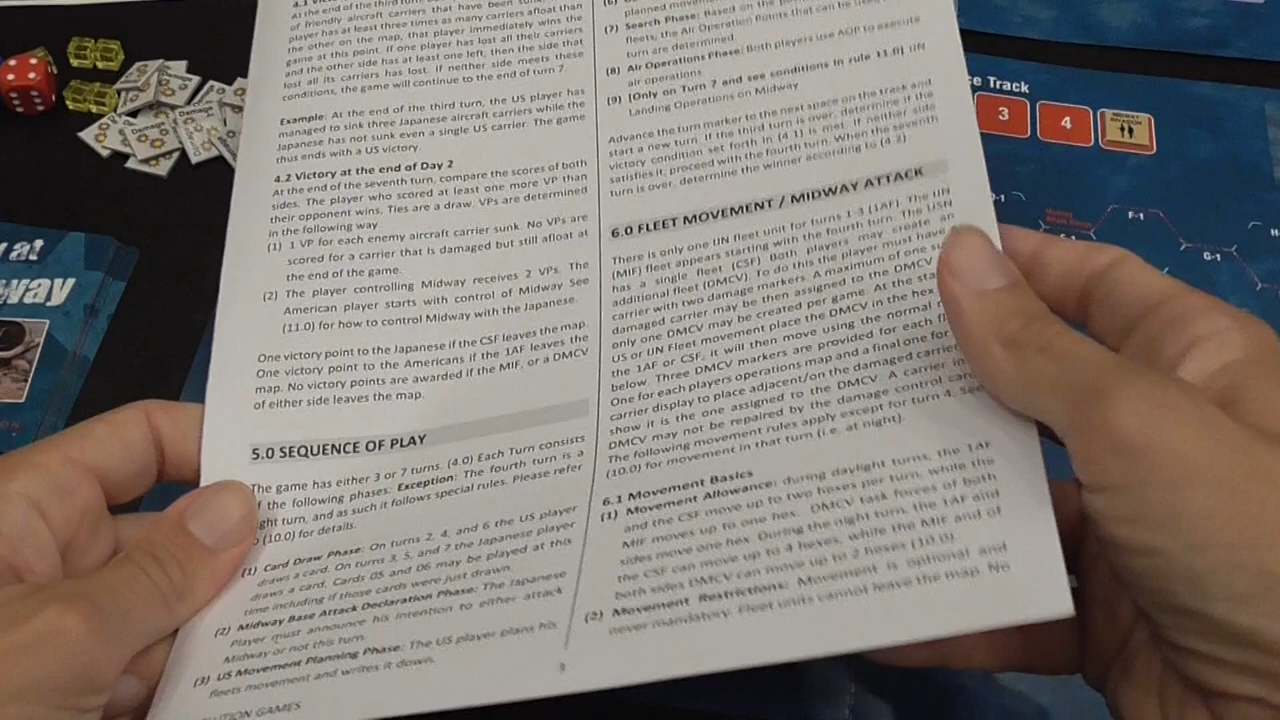 At the end of the third turn,
of friendly aircraft carriers that have been
player has at least three times as many carriers afloat than
the other on the map, that player immediately wins the
game at this point. If one player has lost all their carriers
and the other side has at least one left, then the side that
lost all its carriers has lost. If neither side meets these
conditions, the game will continue to the end of turn 7.
Example: At the end of the third turn, the US player has
managed to sink three Japanese aircraft carriers while the
Japanese has not sunk even a single US carrier. The game
thus ends with a US victory.
4.2 Victory at the end of Day 2
At the end of the seventh turn, compare the scores of both
sides. The player who scored at least one more VP than
their opponent wins. Ties are a draw. VPs are determined
in the following way.
(1) 1 VP for each enemy aircraft carrier sunk. No VPs are
scored for a carrier that is damaged but still afloat at
the end of the game.
(2) The player controlling Midway receives 2 VPs. The
American player starts with control of Midway See
(11.0) for how to control Midway with the Japanese.
One victory point to the Japanese if the CSF leaves the map.
One victory point to the Americans if the 1AF leaves the
map. No victory points are awarded if the MIF, or a DMCV
of either side leaves the map.
5.0 SEQUENCE OF PLAY
The game has either 3 or 7 turns. (4.0) Each Turn consists
f the following phases. Exception: The fourth turn is a
ght turn, and as such it follows special rules. Please refer
(10.0) for details.
(1) Card Draw Phase: On turns 2, 4, and 6 the US player
draws a card. On turns 3, 5, and 7 the Japanese player
draws a card. Cards 05 and 06 may be played at this
time including if those cards were just drawn.
(2) Midway Base Attack Declaration Phase: The Japanese
Player must announce his intention to either attack
Midway or not this turn.
(3) US Movement Planning Phase: The US player plans his
fleets movement and writes it down.
UTION GAMES
(6)
planned movem
(7) Search Phase: Based on the
fleets, the Air Operation Points that can be
turn are determined.
(8) Air Operations Phase: Both players use AOP to execute
air operations
(9) [Only on Turn 7 and see conditions in rule 11.0] IJN
Landing Operations on Midway
Advance the turn marker to the next space on the track and
start a new turn. If the third turn is over, determine if the
victory condition set forth in (4.1) is met. If neither side
satisfies it, proceed with the fourth turn. When the seventh
turn is over, determine the winner according to (4.2).
6.0 FLEET MOVEMENT / MIDWAY ATTACK
There is only one IJN fleet unit for turns 1-3 (1AF). The IJN
(MIF) fleet appears starting with the fourth turn. The USN
has a single fleet (CSF) Both players may create an
additional fleet (DMCV). To do this the player must have
carrier with two damage markers. A maximum of one
damaged carrier may be then assigned to the DMCV
only one DMCV may be created per game. At the sta
US or IJN Fleet movement place the DMCV in the hex
the 1AF or CSF, it will then move using the normal
below. Three DMCV markers are provided for each
One for each players operations map and a final one for
carrier display to place adjacent/on the damaged carrier
show it is the one assigned to the DMCV. A carrier in
DMCV may not be repaired by the damage control car
The following movement rules apply except for turn 4. See
(10.0) for movement in that turn (i.e. at night).
6.1 Movement Basics
(1) Movement Allowance: during daylight turns, the 1AF
and the CSF move up to two hexes per turn, while the
MIF moves up to one hex. DMCV task forces of both
sides move one hex. During the night turn, the 1AF and
the CSF can move up to 4 hexes, while the MIF and of
both sides DMCV can move up to 2 hexes (10.0)
(2) Movement Restrictions: Movement is optional and
never mandatory. Fleet units cannot leave the map. No
3
e Track
3
4
MIDWAY
INVASION
F-1
G-1
y at
way
Damage
Damage